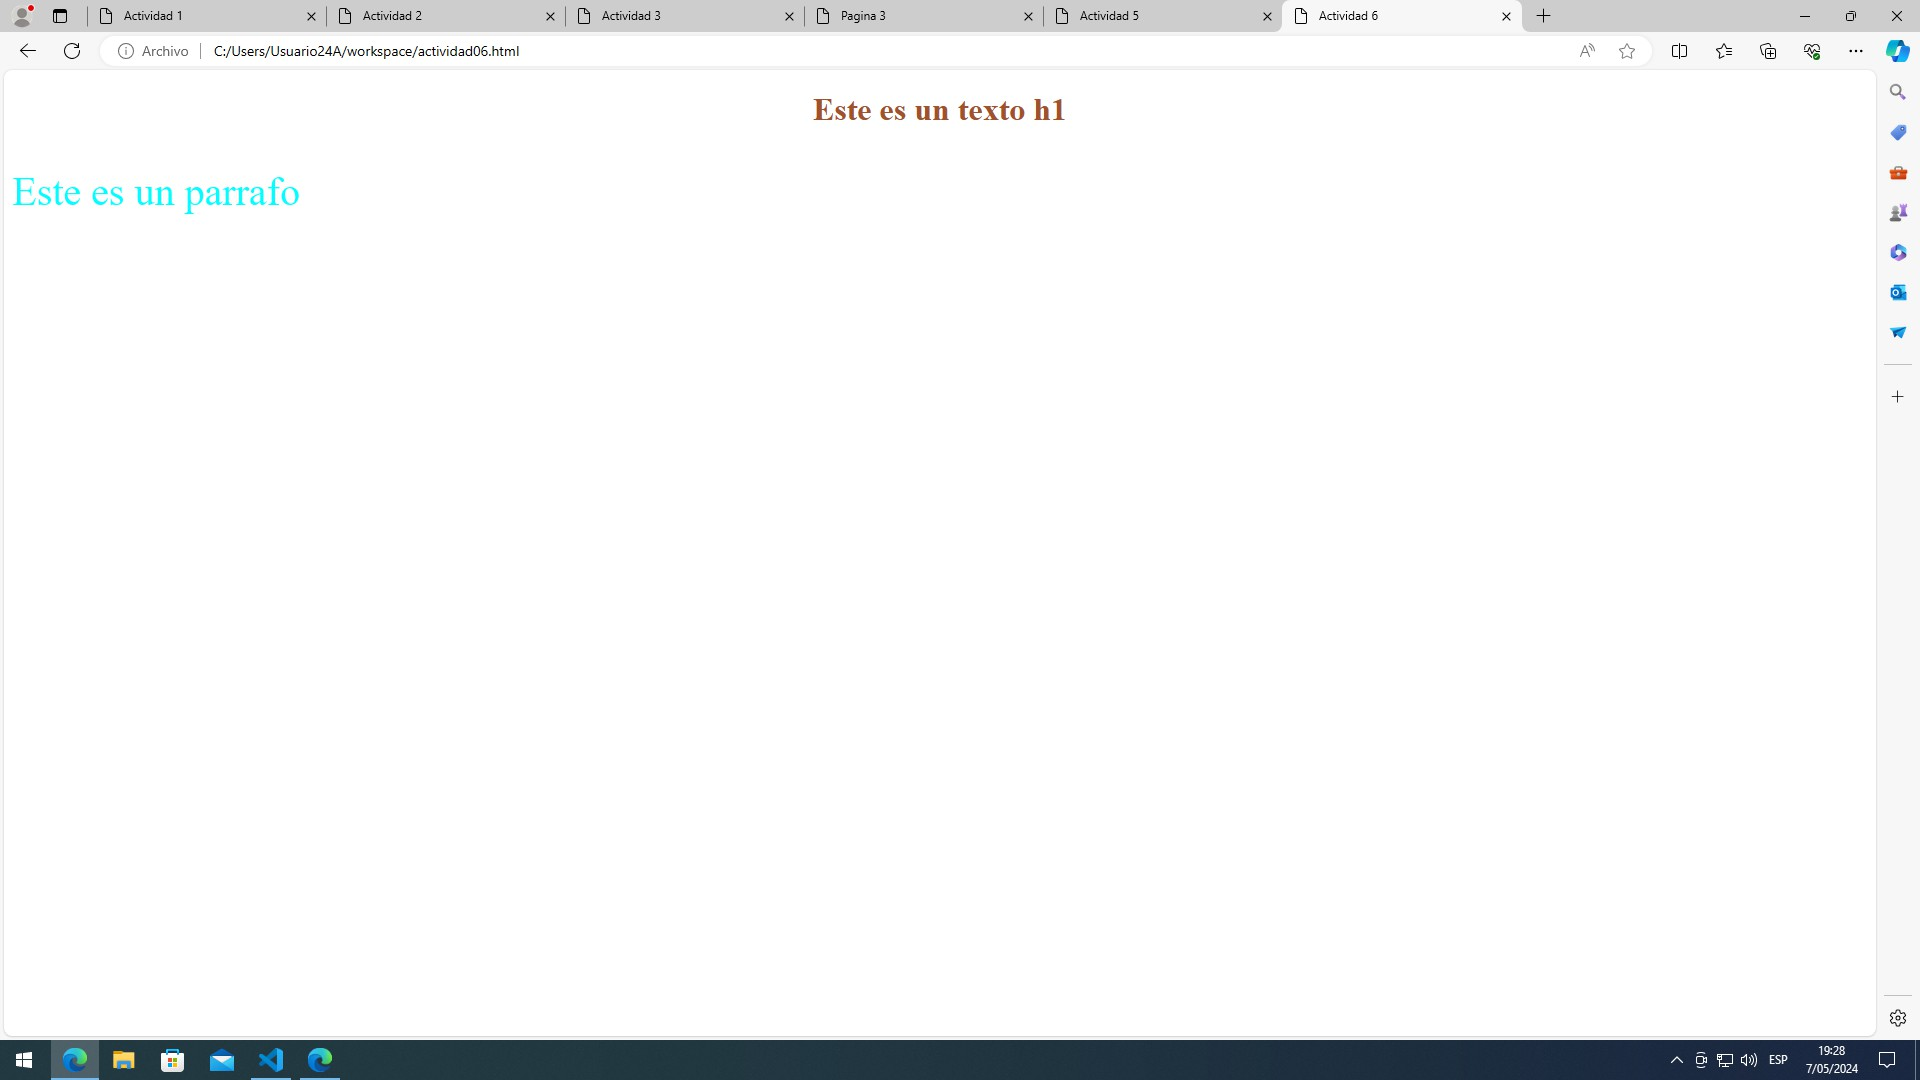 Actividad 1
Actividad 2
Actividad 3
Pagina 3
Actividad 5
Actividad 6
Archivo
C:/Users/Usuario24A/workspace/actividad06.html
Este es un texto h1
Este es un parrafo
ESP
19:28
7/05/2024